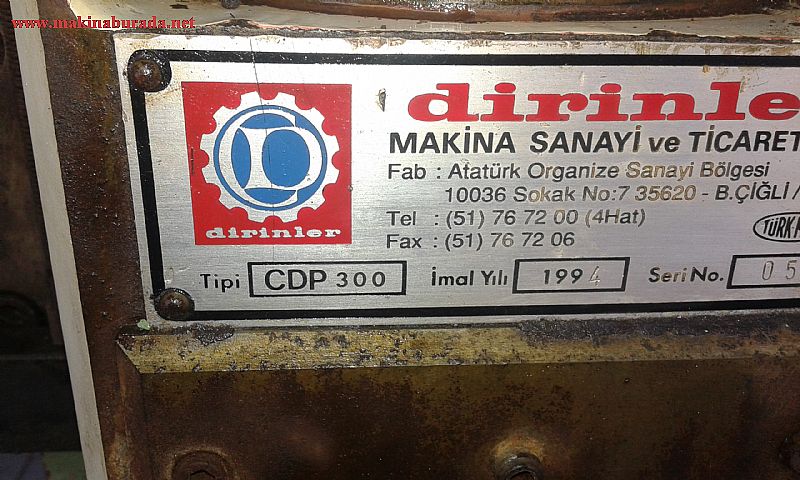 www.makinaburada.net
dirinle
MAKİNA SANAYİ ve TİCARET
Fab : Atatürk Organize Sanayi Bölgesi
10036 Sokak No:7 35620 - B.ÇİĞLİ /
Tel : (51) 76 72 00 (4Hat)
Fax : (51) 76 72 06
dirinler
TÜRK
Tipi CDP 300 İmal Yılı 1994 Seri No. 05